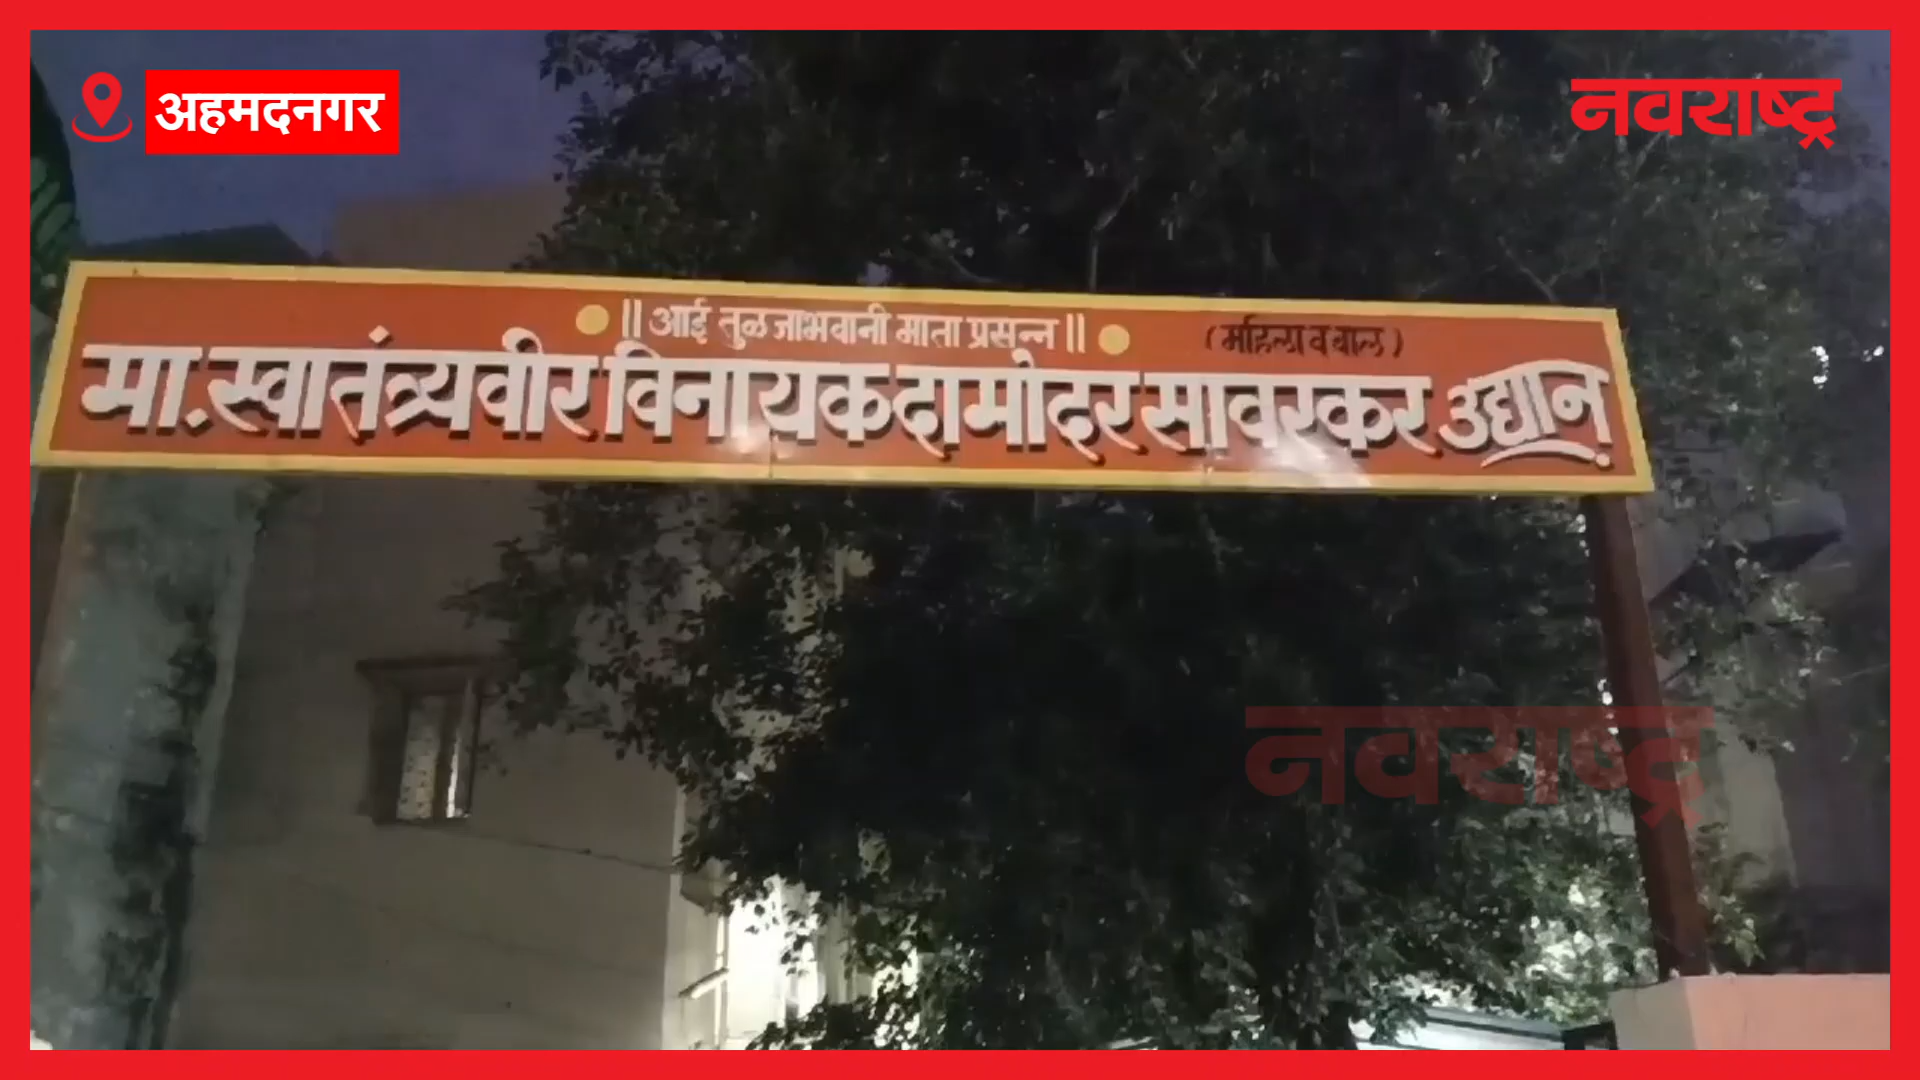 अहमदनगर
नवराष्ट्र
|| आई तुळजाभवानी माता प्रसन्न ||
(महिला व बाल)
मा. स्वातंत्र्यवीर विनायक दामोदर सावरकर उद्यान
नवराष्ट्र